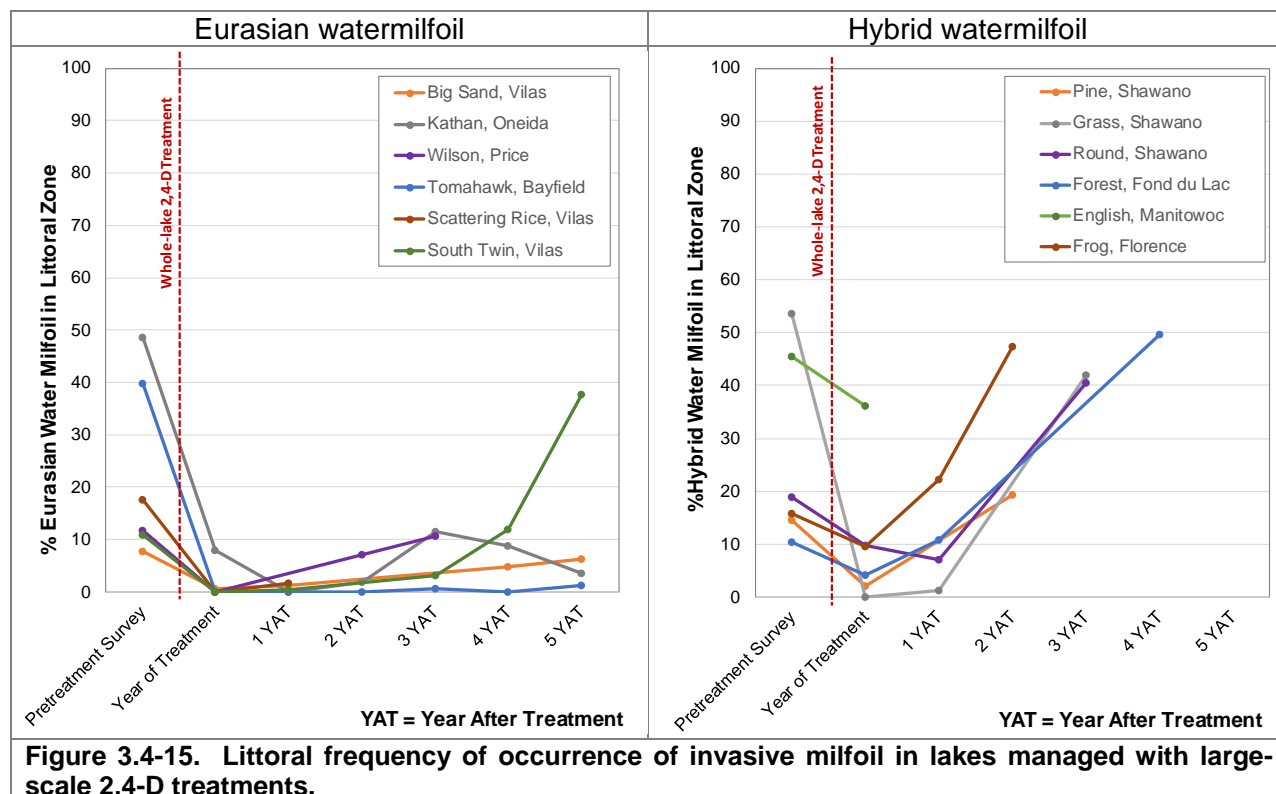 Eurasian watermilfoil
Hybrid watermilfoil
% Eurasian Water Milfoil in Littoral Zone
100
90
80
70
60
50
40
30
20
10
0
Whole-lake 2,4-D Treatment
Big Sand, Vilas
Kathan, Oneida
Wilson, Price
Tomahawk, Bayfield
Scattering Rice, Vilas
South Twin, Vilas
Pretreatment Survey
Year of Treatment
1 YAT
2 YAT
3 YAT
4 YAT
5 YAT
YAT = Year After Treatment
%Hybrid Water Milfoil in Littoral Zone
100
90
80
70
60
50
40
30
20
10
0
Whole-lake 2,4-D Treatment
Pine, Shawano
Grass, Shawano
Round, Shawano
Forest, Fond du Lac
English, Manitowoc
Frog, Florence
Pretreatment Survey
Year of Treatment
1 YAT
2 YAT
3 YAT
4 YAT
5 YAT
YAT = Year After Treatment
Figure 3.4-15. Littoral frequency of occurrence of invasive milfoil in lakes managed with large-
scale 2,4-D treatments.